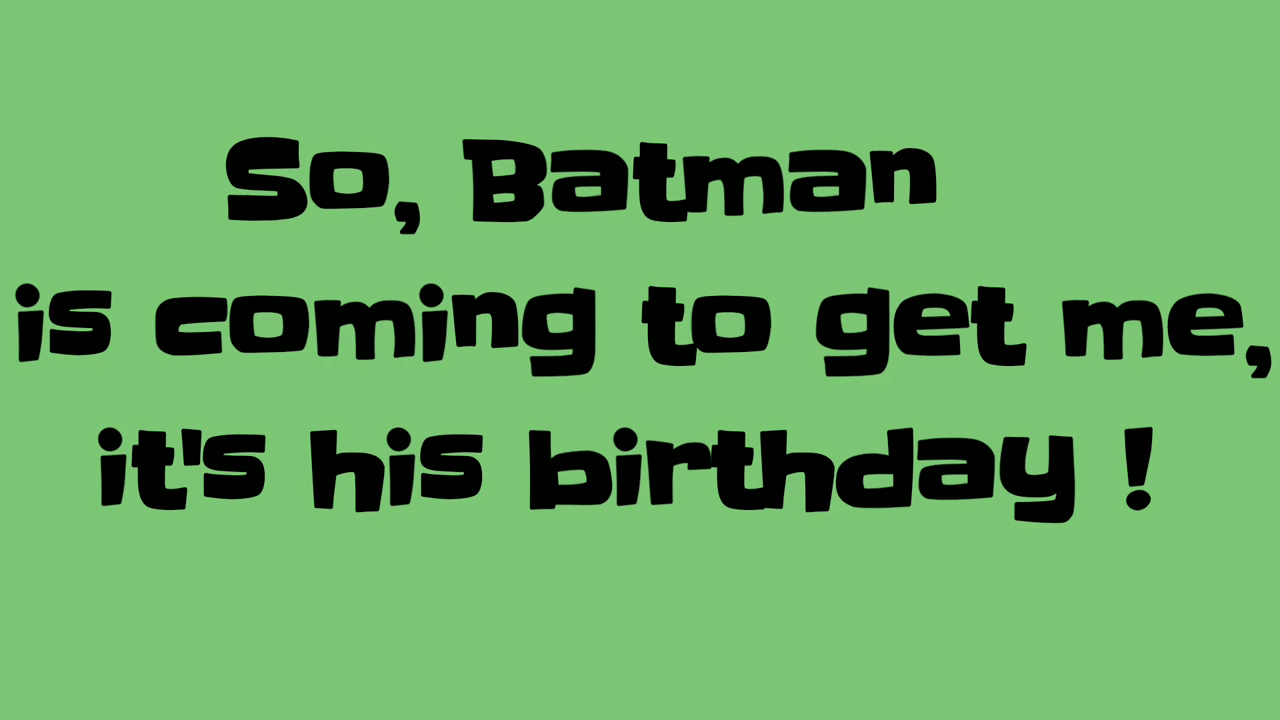 So, Batman
is coming to get me,
it's his birthday !